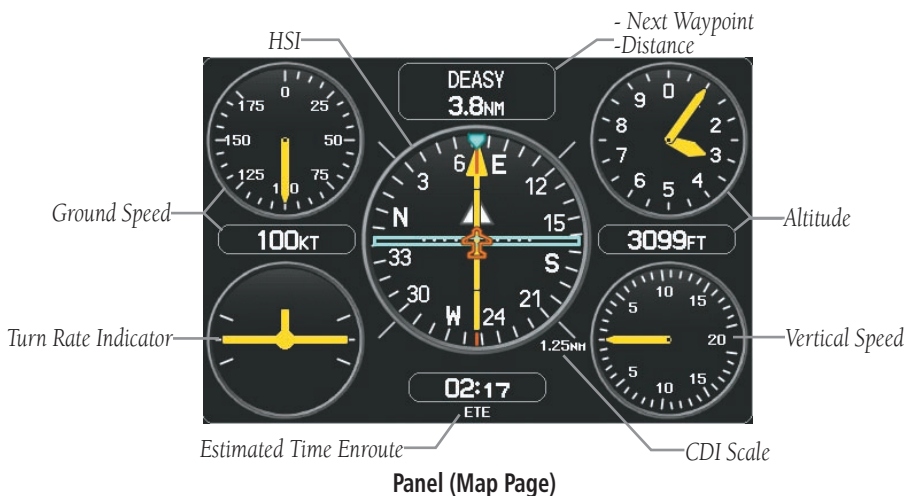 - Next Waypoint
-Distance
HSI
DEASY
3.8NM
0
25
50
75
100
125
150
175
0
2
3
4
5
6
7
8
9
6
E
12
15
S
21
24
W
30
33
N
3
Ground Speed
100KT
3099FT
Altitude
Turn Rate Indicator
5
10
15
20
15
10
5
Vertical Speed
1.25NM
02:17
ETE
Estimated Time Enroute
CDI Scale
Panel (Map Page)